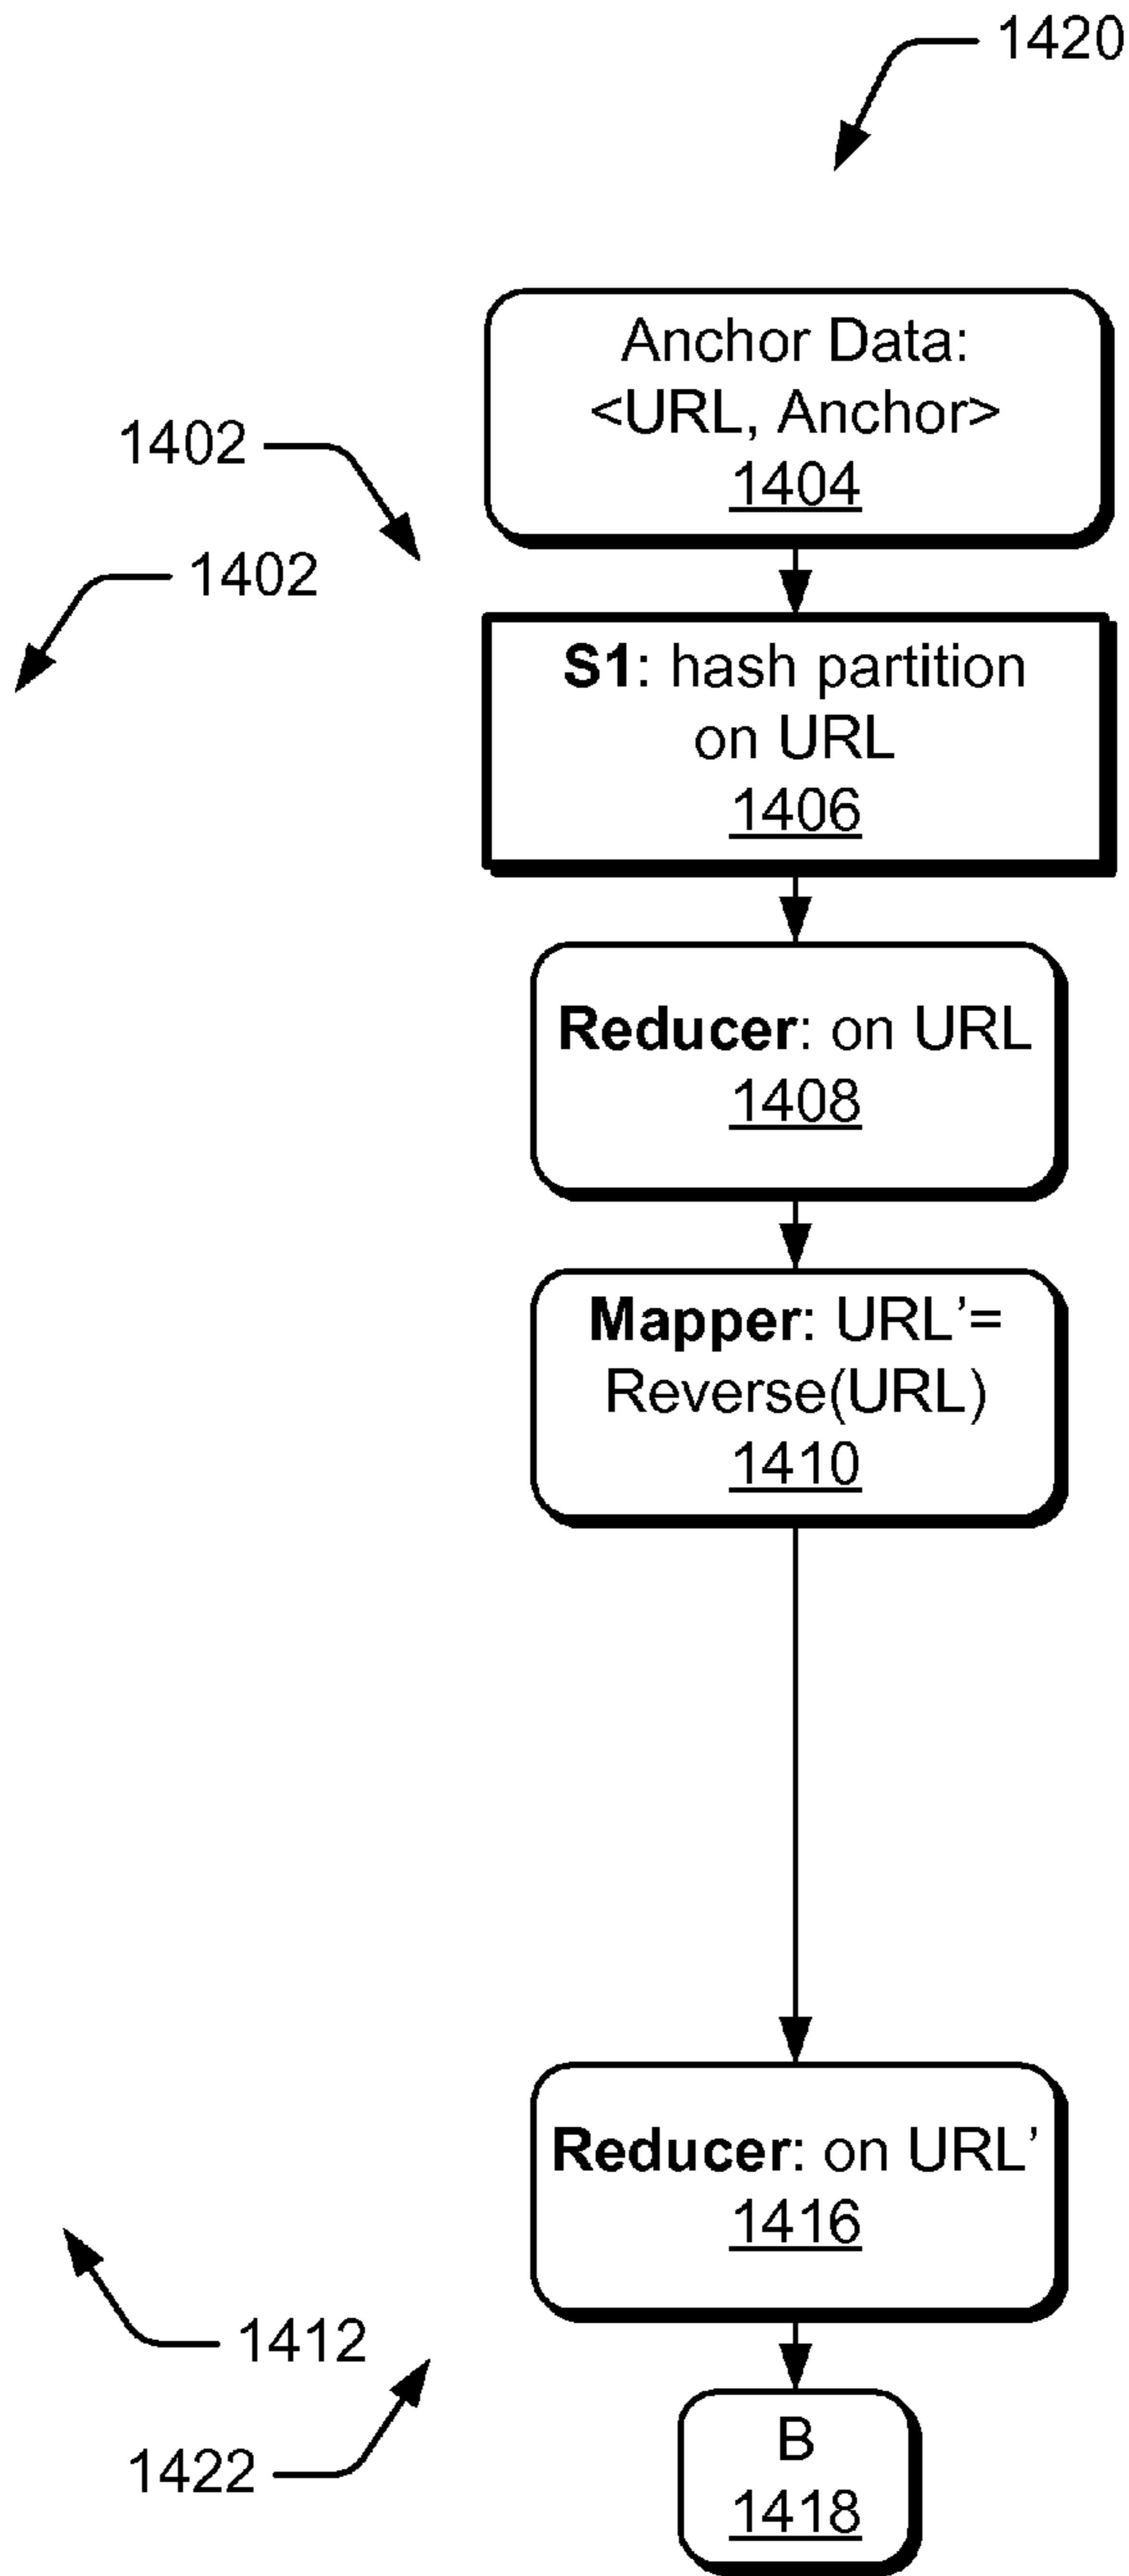 1420
Anchor Data:
<URL, Anchor>
1404
1402
1402
S1: hash partition
on URL
1406
Reducer: on URL
1408
Mapper: URL’=
Reverse(URL)
1410
Reducer: on URL’
1416
1412
1422
B
1418